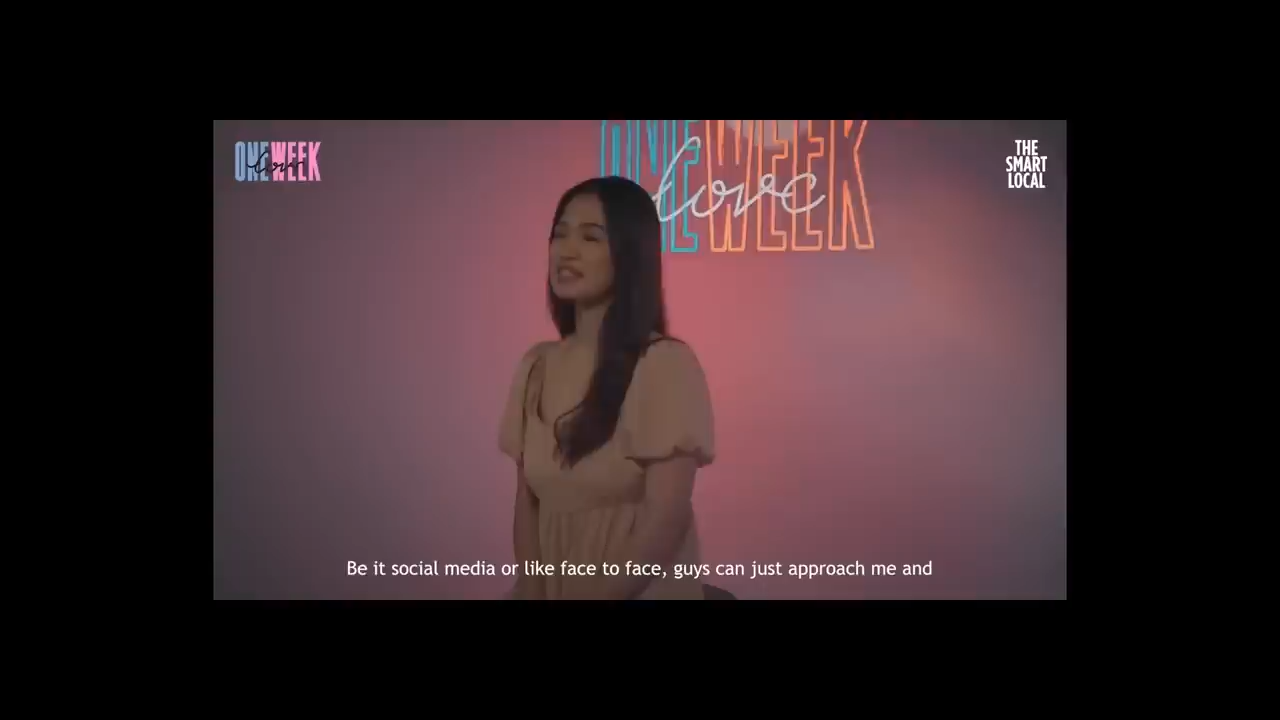 ONE WEEK
love
THE
SMART
LOCAL
ONE WEEK
love
Be it social media or like face to face, guys can just approach me and